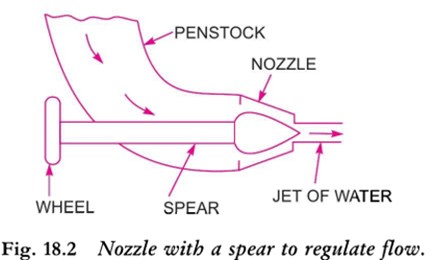 PENSTOCK
NOZZLE
WHEEL
SPEAR
JET OF WATER
Fig. 18.2 Nozzle with a spear to regulate flow.